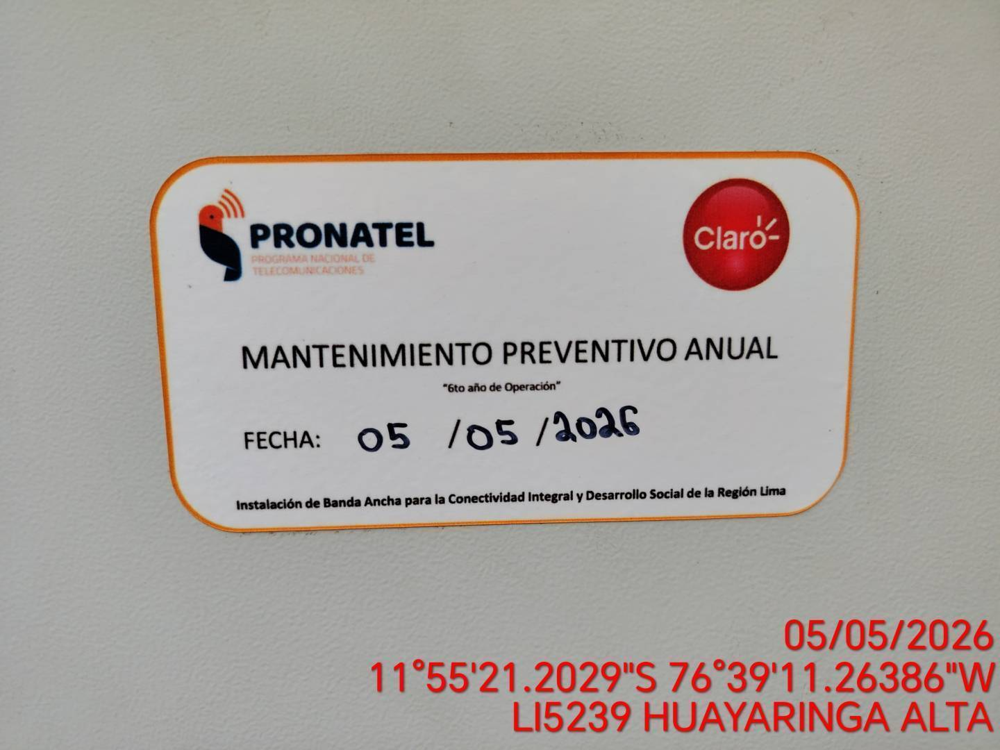 PRONATEL
PROGRAMA NACIONAL DE
TELECOMUNICACIONES
Claro
MANTENIMIENTO PREVENTIVO ANUAL
"6to año de Operación"
FECHA: 05 /05 /2026
Instalación de Banda Ancha para la Conectividad Integral y Desarrollo Social de la Región Lima
05/05/2026
11°55'21.2029"S 76°39'11.26386"W
LI5239 HUAYARINGA ALTA